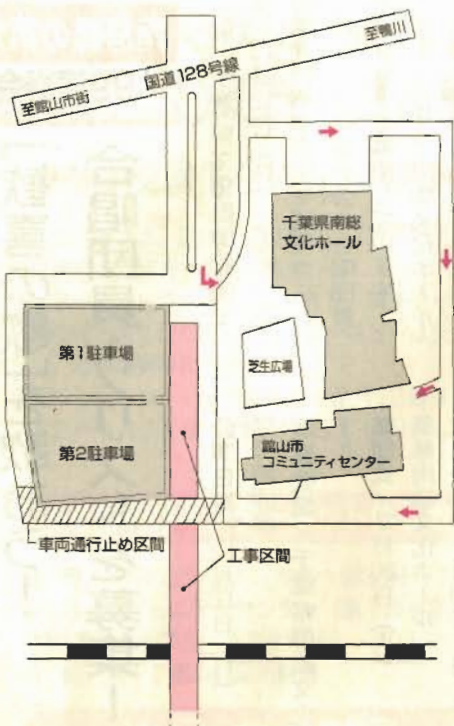 至鴨川
国道128号線
至館山市街
千葉県南総
文化ホール
第1駐車場
芝生広場
第2駐車場
館山市
コミュニティセンター
車両通行止め区間
工事区間